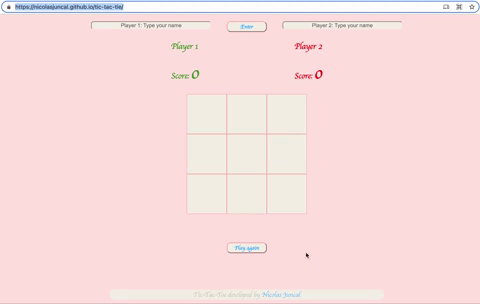 https://nicolasjuncal.github.io/tic-tac-tie/
Player 1: Type your name
Enter
Player 2: Type your name
Player 1
Player 2
Score: 0
Score: 0
Play again
Tic-Tac-Tie developed by Nicolas Juncal